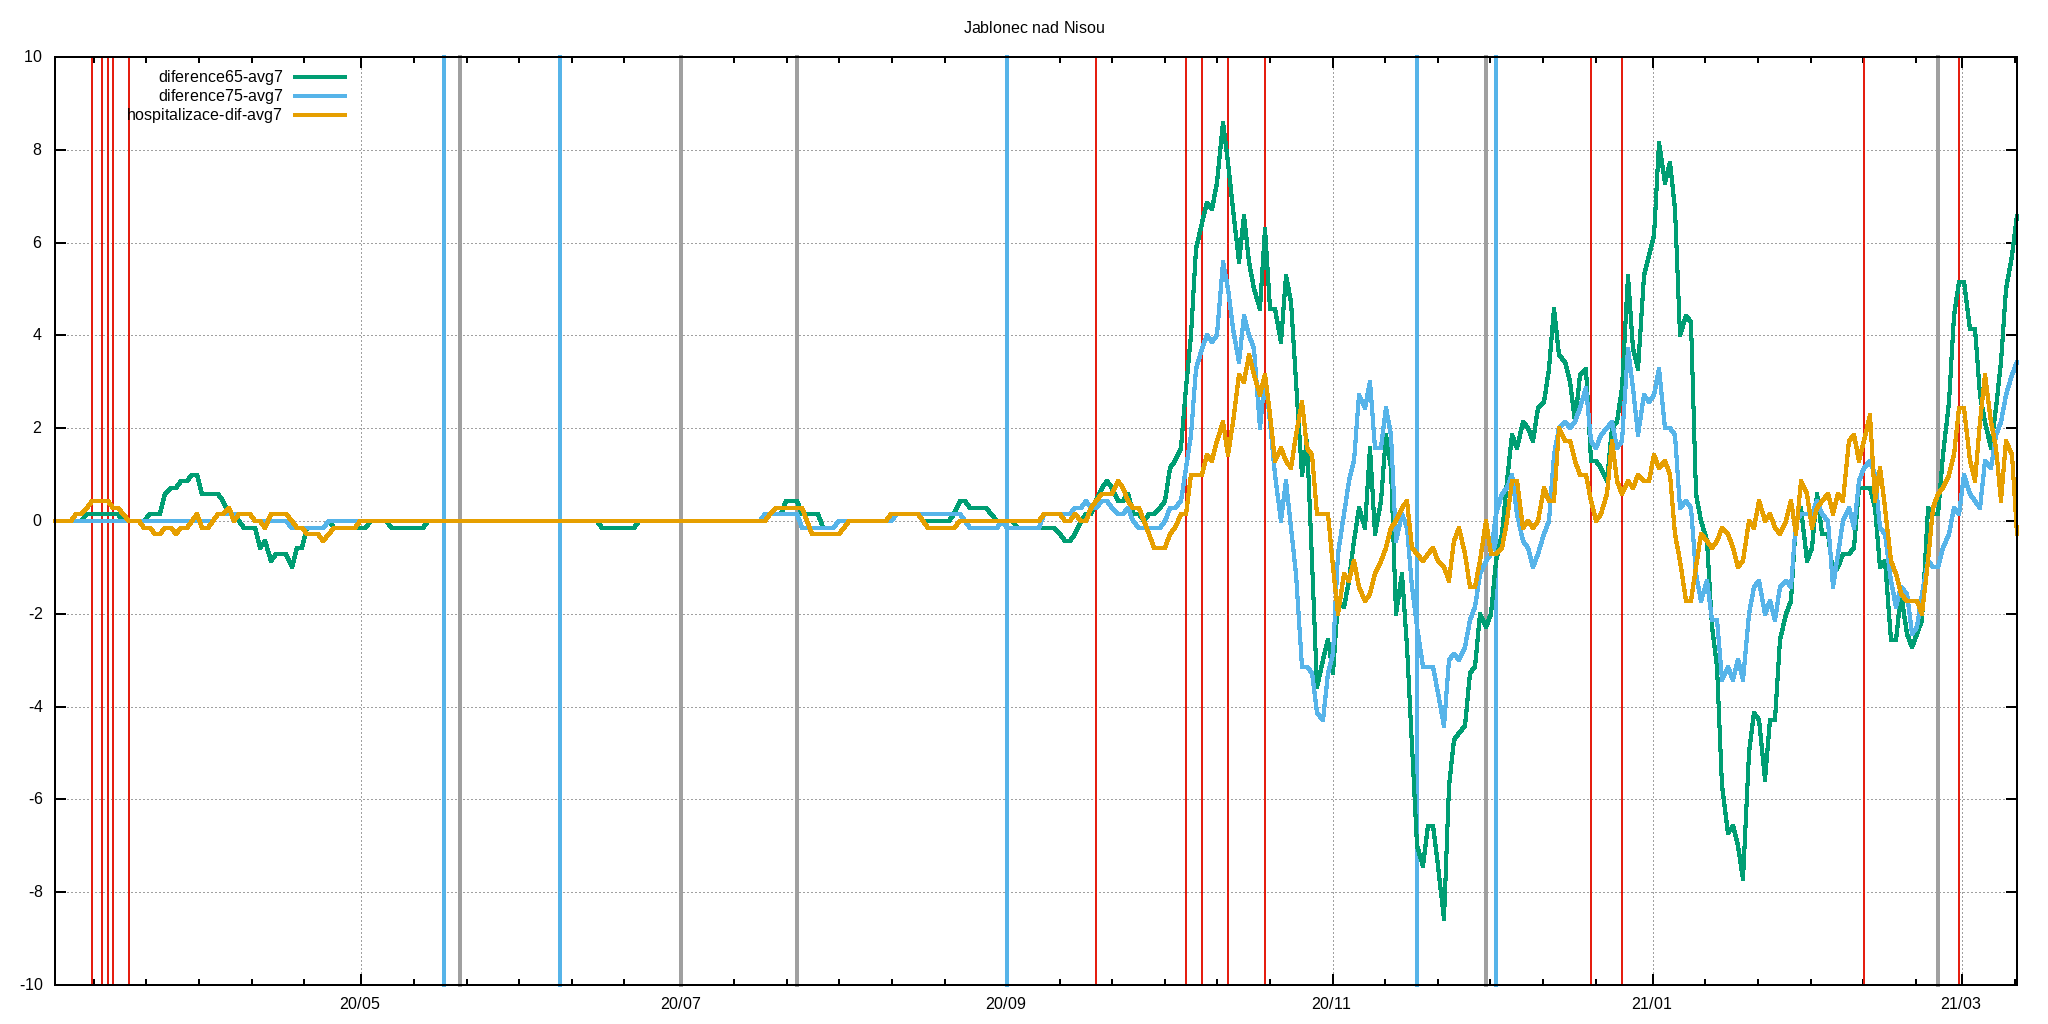 Jablonec nad Nisou
diference65-avg7
diference75-avg7
hospitalizace-dif-avg7
10
8
6
4
2
0
-2
-4
-6
-8
-10
20/05 20/07 20/09 20/11 21/01 21/03